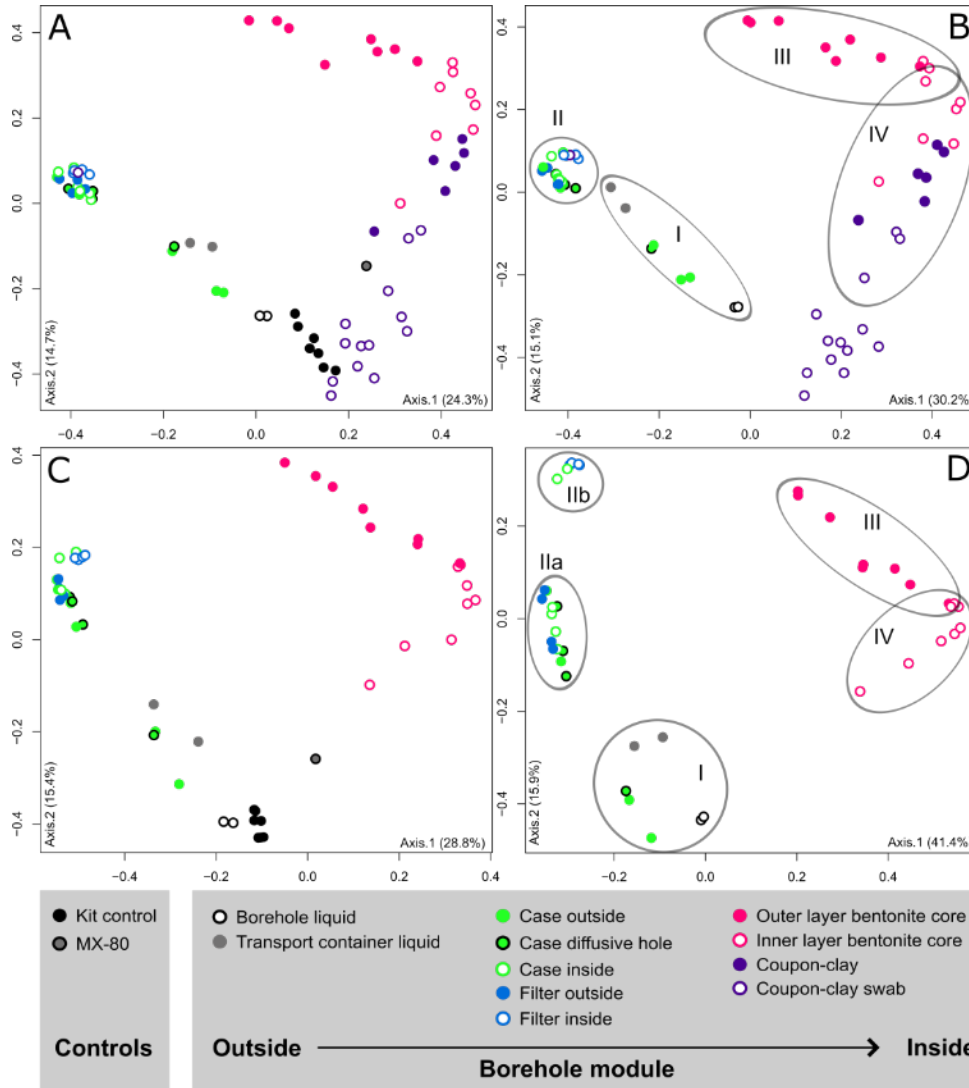 A
0.4
0.2
0.0
−0.2
−0.4
Axis.2 (14.7%)
Axis.1 (24.3%)
−0.4
−0.2
0.0
0.2
0.4
B
III
IV
II
I
0.4
0.2
0.0
−0.2
−0.4
Axis.2 (15.1%)
Axis.1 (30.2%
−0.4
−0.2
0.0
0.2
0.4
C
0.4
0.2
0.0
0.2
0.4
Axis.2 (15.4%)
Axis.1 (28.8%)
−0.4
−0.2
0.0
0.2
0.4
D
IIb
III
IIa
IV
I
0.2
0.0
−0.2
−0.4
Axis.2 (15.9%)
Axis.1 (41.4%
−0.2
0.0
0.2
0.4
Kit control
MX-80
Controls
Borehole liquid
Transport container liquid
Case outside
Case diffusive hole
Case inside
Filter outside
Filter inside
Outer layer bentonite core
Inner layer bentonite core
Coupon-clay
Coupon-clay swab
Outside
Inside
Borehole module